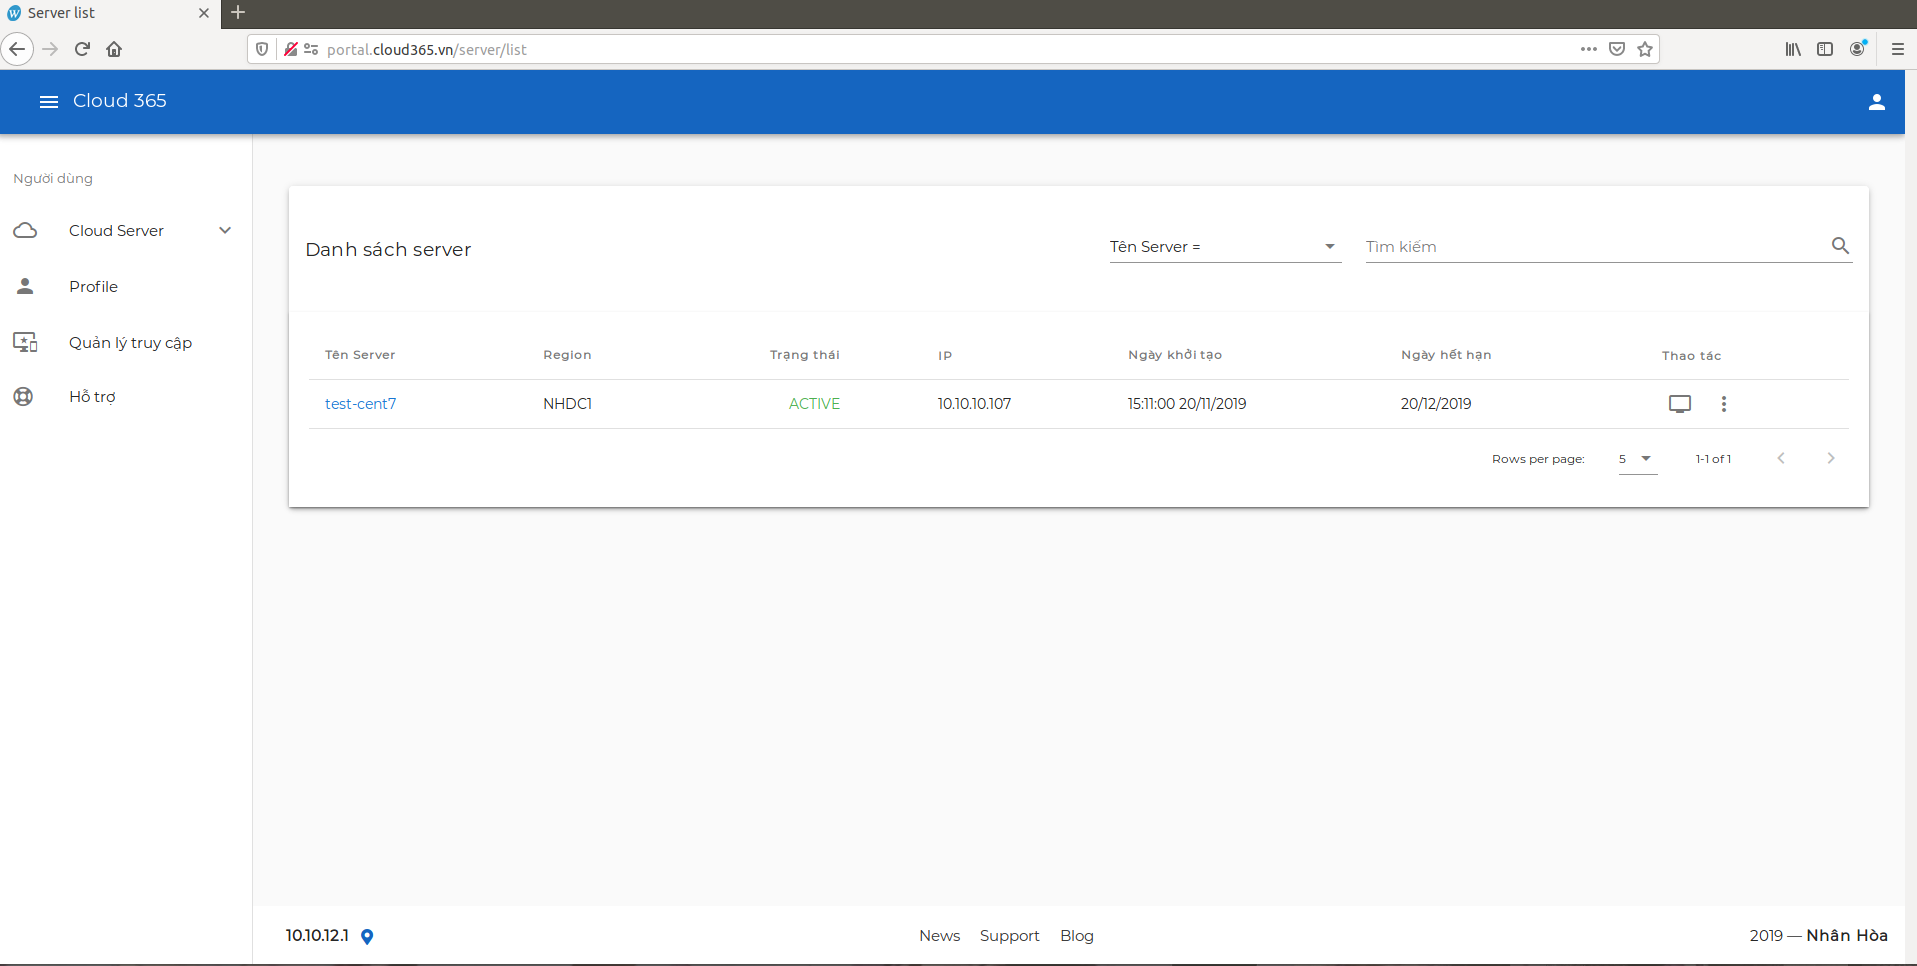 Server list
portal.cloud365.vn/server/list
Cloud 365
Người dùng
Cloud Server
Profile
Quản lý truy cập
Hỗ trợ
Danh sách server
Tên Server =
Tìm kiếm
Tên Server Region Trạng thái IP Ngày khởi tạo Ngày hết hạn Thao tác
test-cent7 NHDC1 ACTIVE 10.10.10.107 15:11:00 20/11/2019 20/12/2019
Rows per page: 5 1-1 of 1
10.10.12.1 News Support Blog 2019 — Nhân Hòa